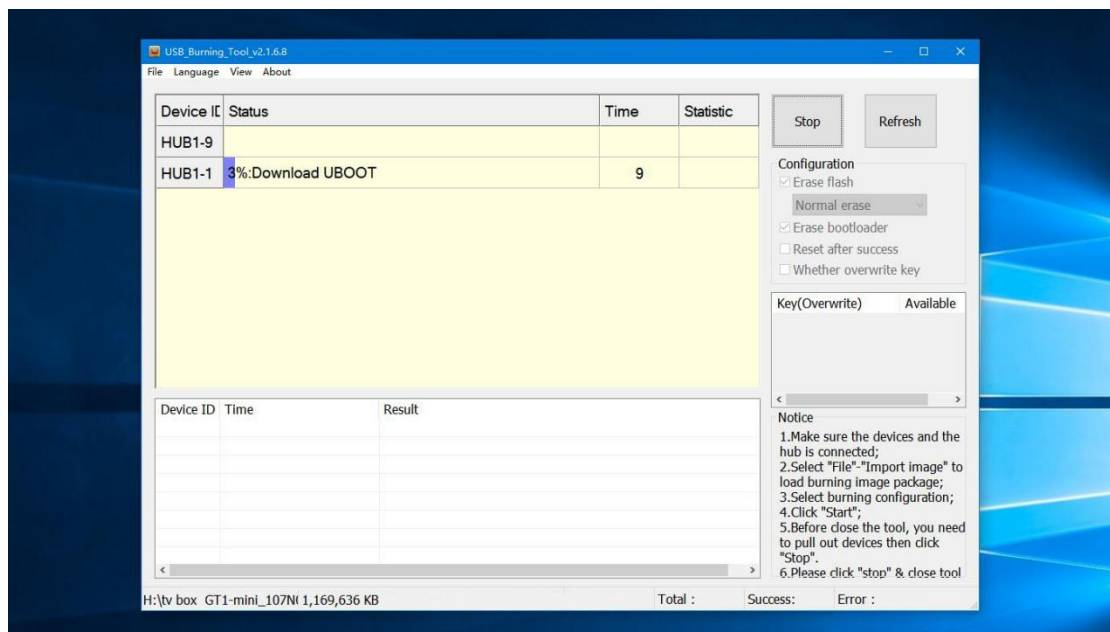 USB_Burning_Tool_v2.1.6.8
File Language View About
Device ID Status Time Statistic
HUB1-9
HUB1-1 3%:Download UBOOT 9
Stop Refresh
Configuration
Erase flash
Normal erase
Erase bootloader
Reset after success
Whether overwrite key
Key(Overwrite) Available
Device ID Time Result
Notice
1.Make sure the devices and the
hub is connected;
2.Select "File"-"Import image" to
load burning image package;
3.Select burning configuration;
4.Click "Start";
5.Before close the tool, you need
to pull out devices then click
"Stop".
6.Please click "stop" & close tool
H:\tv box GT1-mini_107N( 1,169,636 KB Total : Success: Error :